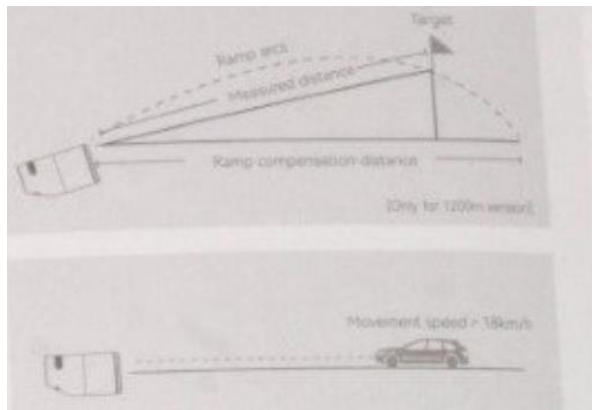 Target
Ramp arcs
Measured distance
Ramp compensation distance
[Only for 1200m version]
Movement speed > 18km/h